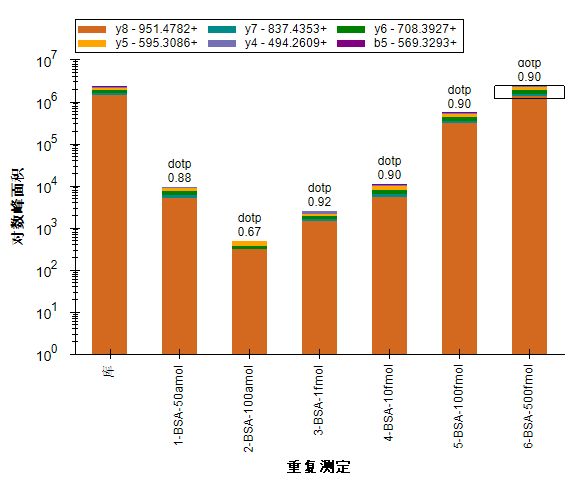 y8 - 951.4782+ y7 - 837.4353+ y6 - 708.3927+
y5 - 595.3086+ y4 - 494.2609+ b5 - 569.3293+
对数峰面积
10^7
10^6
10^5
10^4
10^3
10^2
10^1
10^0
dotp
0.88
dotp
0.67
dotp
0.92
dotp
0.90
dotp
0.90
dotp
0.90
库
1-BSA-50amol
2-BSA-100amol
3-BSA-1fmol
4-BSA-10fmol
5-BSA-100fmol
6-BSA-500fmol
重复测定